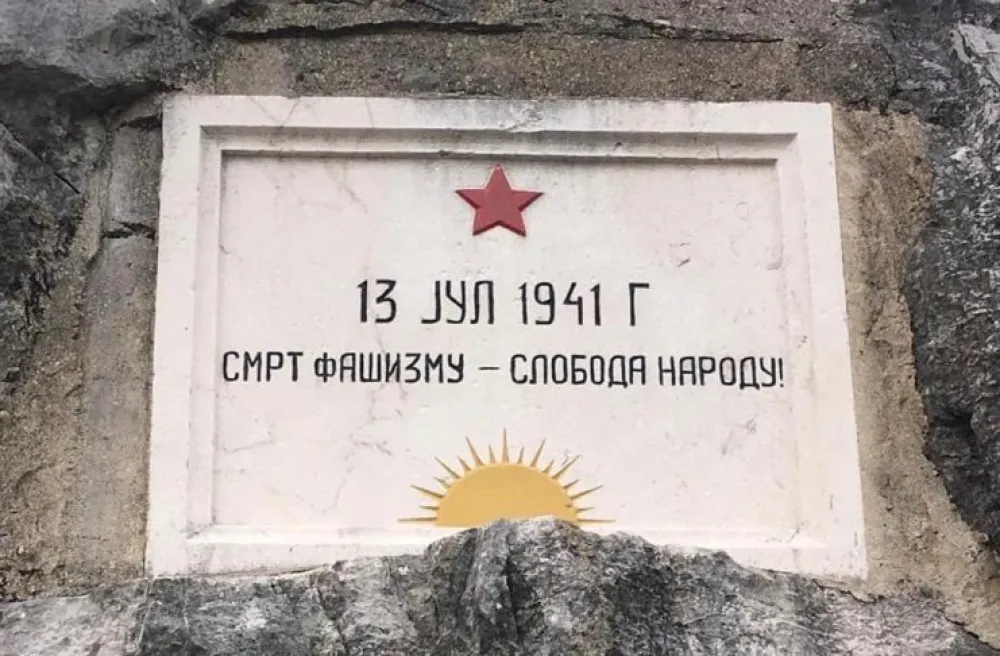 13 ЈУЛ 1941 Г
СМРТ ФАШИЗМУ – СЛОБОДА НАРОДУ!